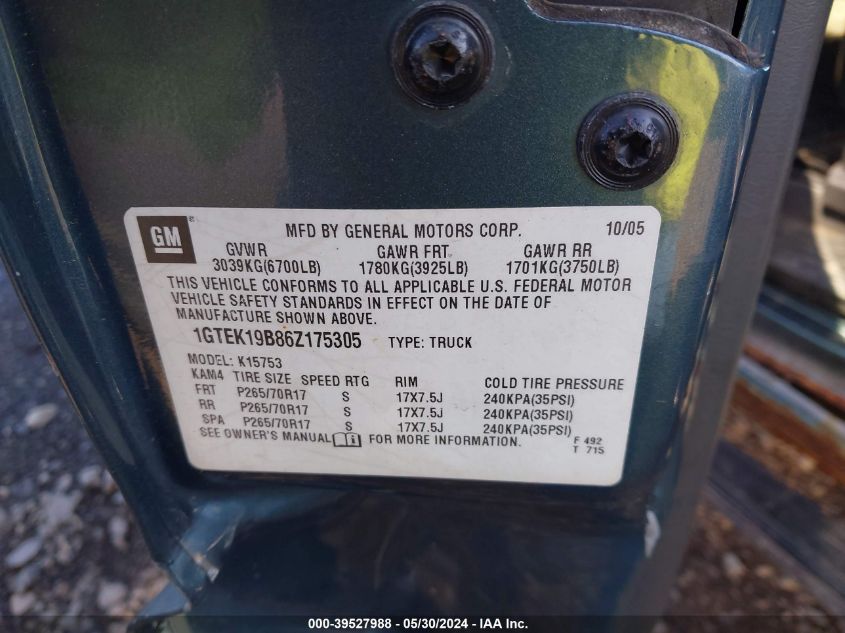 GM
MFD BY GENERAL MOTORS CORP. 10/05
GVWR GAWR FRT GAWR RR
3039KG(6700LB) 1780KG(3925LB) 1701KG(3750LB)
THIS VEHICLE CONFORMS TO ALL APPLICABLE U.S. FEDERAL MOTOR
VEHICLE SAFETY STANDARDS IN EFFECT ON THE DATE OF
MANUFACTURE SHOWN ABOVE.
1GTEK19B86Z175305 TYPE: TRUCK
MODEL: K15753
KAM4 TIRE SIZE SPEED RTG RIM COLD TIRE PRESSURE
FRT P265/70R17 S 17X7.5J 240KPA(35PSI)
RR P265/70R17 S 17X7.5J 240KPA(35PSI)
SPA P265/70R17 S 17X7.5J 240KPA(35PSI)
SEE OWNER'S MANUAL FOR MORE INFORMATION.
F 492
T 715
000-39527988 - 05/30/2024 - IAA Inc.